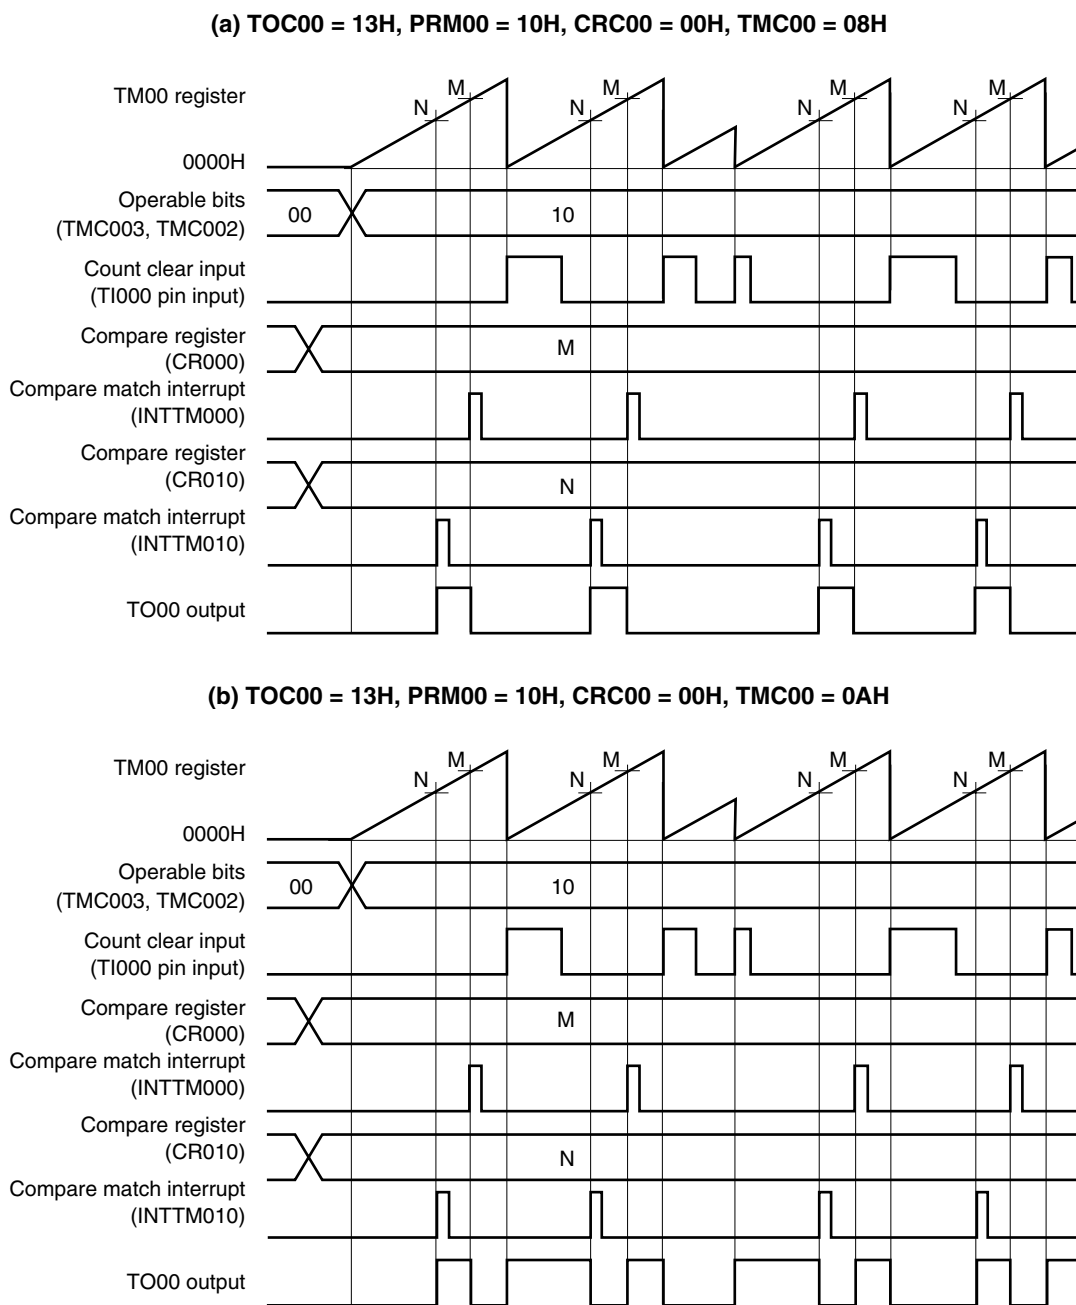 (a) TOC00 = 13H, PRM00 = 10H, CRC00 = 00H, TMC00 = 08H
TM00 register
N
M
N
M
N
M
N
M
0000H
Operable bits
(TMC003, TMC002)
00
10
Count clear input
(TI000 pin input)
Compare register
(CR000)
M
Compare match interrupt
(INTTM000)
Compare register
(CR010)
N
Compare match interrupt
(INTTM010)
TO00 output
(b) TOC00 = 13H, PRM00 = 10H, CRC00 = 00H, TMC00 = 0AH
TM00 register
N
M
N
M
N
M
N
M
0000H
Operable bits
(TMC003, TMC002)
00
10
Count clear input
(TI000 pin input)
Compare register
(CR000)
M
Compare match interrupt
(INTTM000)
Compare register
(CR010)
N
Compare match interrupt
(INTTM010)
TO00 output